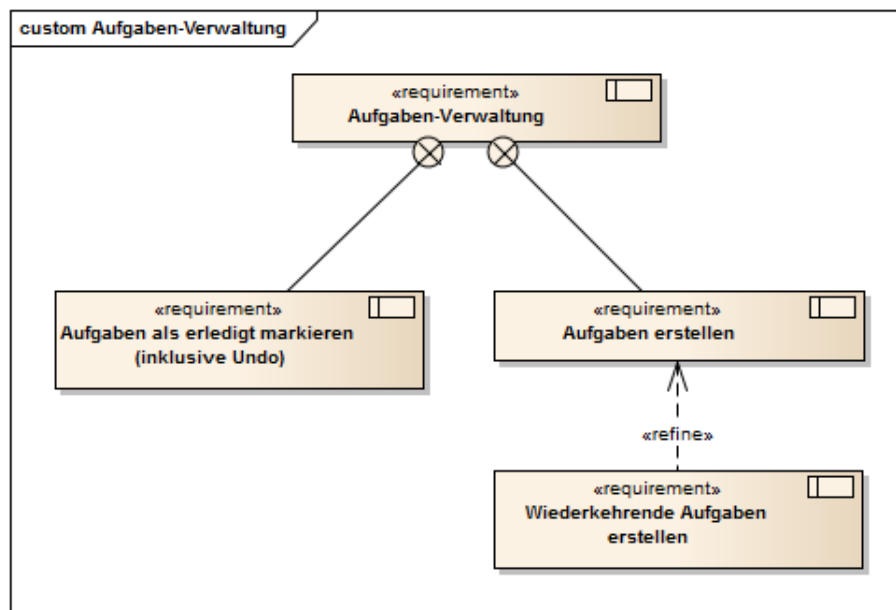 custom Aufgaben-Verwaltung
«requirement»
Aufgaben-Verwaltung
«requirement»
Aufgaben als erledigt markieren
(inklusive Undo)
«requirement»
Aufgaben erstellen
«refine»
«requirement»
Wiederkehrende Aufgaben
erstellen